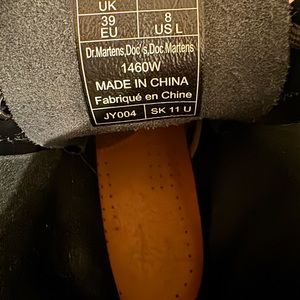 UK
39 8
EU US L
Dr.Martens,Doc's,Doc.Martens
1460W
MADE IN CHINA
Fabriqué en Chine
JY004 SK 11 U